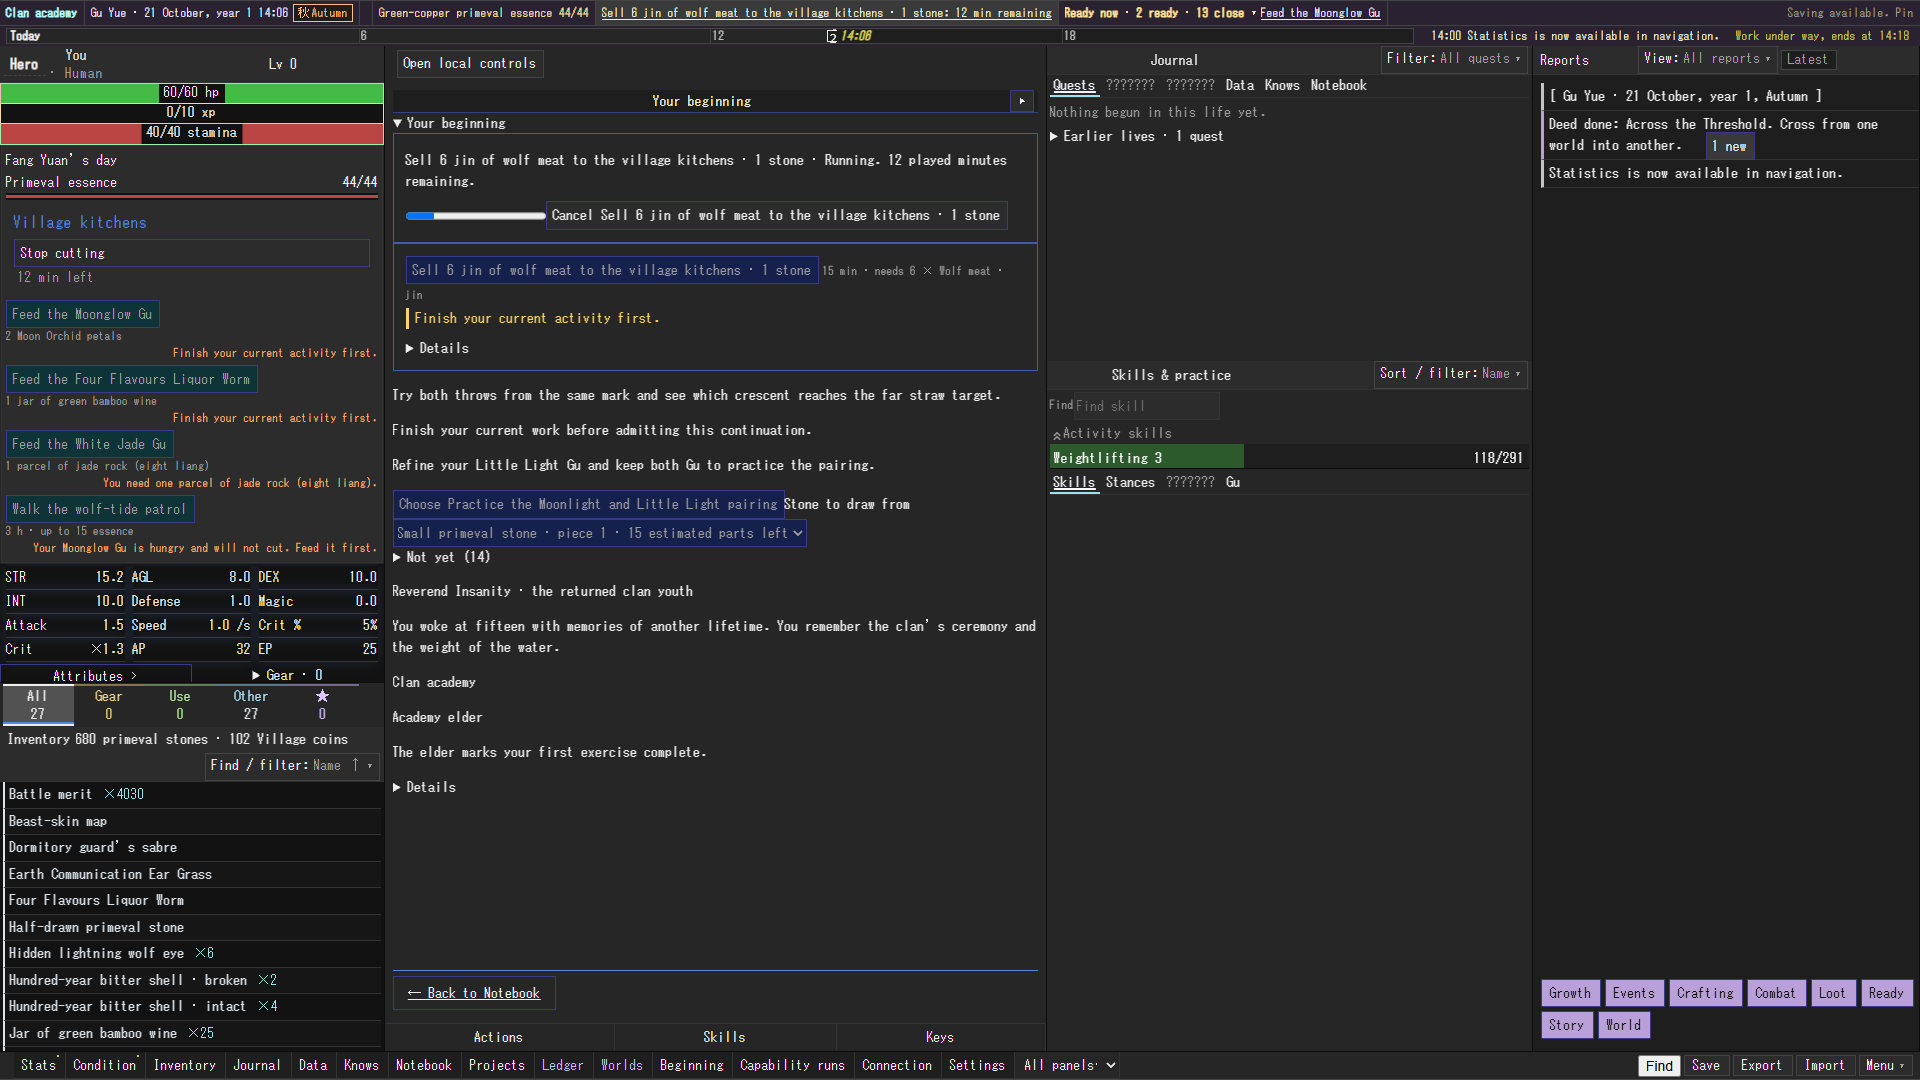 Clan academy Gu Yue · 21 October, year 1 14:06 秋Autumn Green-copper primeval essence 44/44 Sell 6 jin of wolf meat to the village kitchens · 1 stone: 12 min remaining Ready now · 2 ready · 13 close ▾ Feed the Moonglow Gu Saving available. Pin
Today 6 12 2 14:06 18 14:00 Statistics is now available in navigation. Work under way, ends at 14:18
Hero · You
Human
Lv 0
60/60 hp
0/10 xp
40/40 stamina
Fang Yuan's day
Primeval essence 44/44
Village kitchens
Stop cutting
12 min left
Feed the Moonglow Gu
2 Moon Orchid petals
Finish your current activity first.
Feed the Four Flavours Liquor Worm
1 jar of green bamboo wine
Finish your current activity first.
Feed the White Jade Gu
1 parcel of jade rock (eight liang)
You need one parcel of jade rock (eight liang).
Walk the wolf-tide patrol
3 h · up to 15 essence
Your Moonglow Gu is hungry and will not cut. Feed it first.
STR 15.2 AGL 8.0 DEX 10.0
INT 10.0 Defense 1.0 Magic 0.0
Attack 1.5 Speed 1.0 /s Crit % 5%
Crit ×1.3 AP 32 EP 25
Attributes > ▶ Gear · 0
All Gear Use Other ★
27 0 0 27 0
Inventory 680 primeval stones · 102 Village coins
Find / filter: Name ↑ ▾
Battle merit ×4030
Beast-skin map
Dormitory guard's sabre
Earth Communication Ear Grass
Four Flavours Liquor Worm
Half-drawn primeval stone
Hidden lightning wolf eye ×6
Hundred-year bitter shell · broken ×2
Hundred-year bitter shell · intact ×4
Jar of green bamboo wine ×25
Open local controls
Your beginning ▸
▼ Your beginning
Sell 6 jin of wolf meat to the village kitchens · 1 stone · Running. 12 played minutes
remaining.
Cancel Sell 6 jin of wolf meat to the village kitchens · 1 stone
Sell 6 jin of wolf meat to the village kitchens · 1 stone 15 min · needs 6 × Wolf meat ·
jin
Finish your current activity first.
▶ Details
Try both throws from the same mark and see which crescent reaches the far straw target.
Finish your current work before admitting this continuation.
Refine your Little Light Gu and keep both Gu to practice the pairing.
Choose Practice the Moonlight and Little Light pairing Stone to draw from
Small primeval stone · piece 1 · 15 estimated parts left
▶ Not yet (14)
Reverend Insanity · the returned clan youth
You woke at fifteen with memories of another lifetime. You remember the clan's ceremony and
the weight of the water.
Clan academy
Academy elder
The elder marks your first exercise complete.
▶ Details
← Back to Notebook
Actions Skills Keys
Journal Filter: All quests ▾
Quests ??????? ??????? Data Knows Notebook
Nothing begun in this life yet.
▶ Earlier lives · 1 quest
Skills & practice Sort / filter: Name ▾
Find Find skill
Activity skills
Weightlifting 3 118/291
Skills Stances ??????? Gu
Reports View: All reports ▾ Latest
[ Gu Yue · 21 October, year 1, Autumn ]
Deed done: Across the Threshold. Cross from one
world into another. 1 new
Statistics is now available in navigation.
Growth Events Crafting Combat Loot Ready
Story World
Stats Condition Inventory Journal Data Knows Notebook Projects Ledger Worlds Beginning Capability runs Connection Settings All panels Find Save Export Import Menu ▾